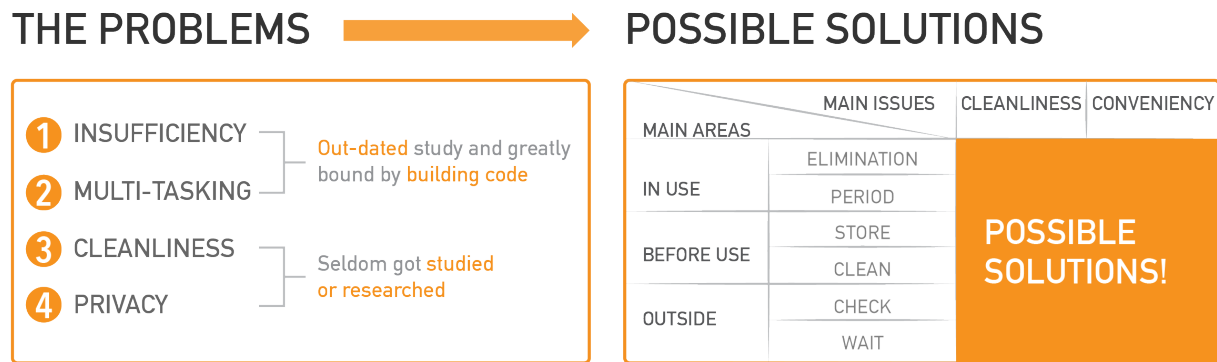 THE PROBLEMS
POSSIBLE SOLUTIONS
1 INSUFFICIENCY
2 MULTI-TASKING
Out-dated study and greatly
bound by building code
3 CLEANLINESS
4 PRIVACY
Seldom got studied
or researched
MAIN ISSUES
CLEANLINESS
CONVENIENCY
MAIN AREAS
IN USE
ELIMINATION
PERIOD
BEFORE USE
STORE
CLEAN
OUTSIDE
CHECK
WAIT
POSSIBLE
SOLUTIONS!